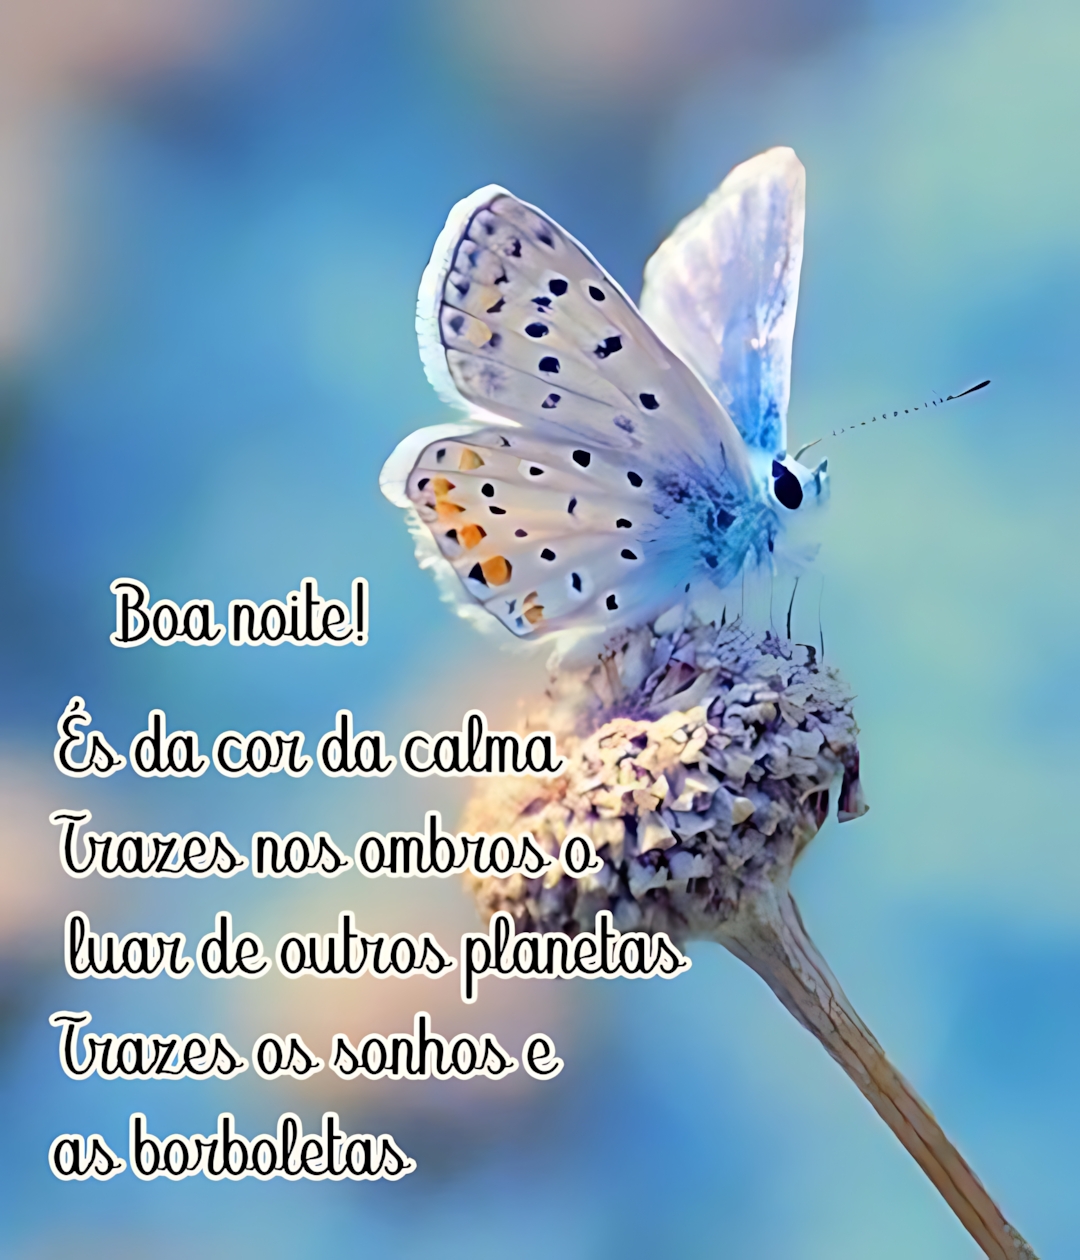 Boa noite!
És da cor da calma
Trazes nos ombros o
luar de outros planetas
Trazes os sonhos e
as borboletas